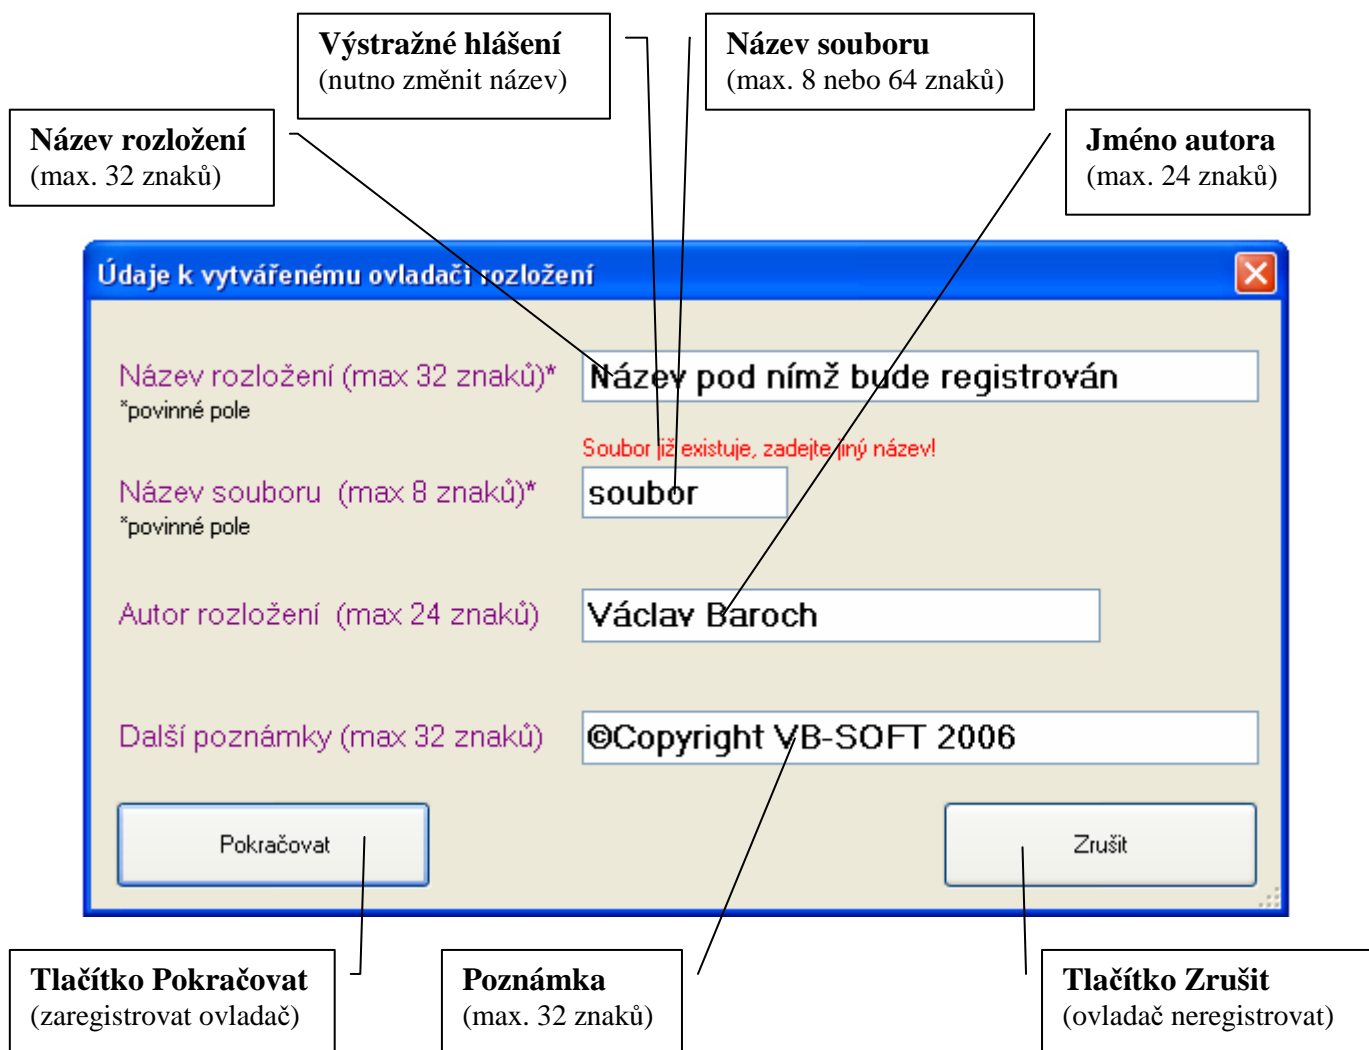 Výstražné hlášení
(nutno změnit název)
Název souboru
(max. 8 nebo 64 znaků)
Název rozložení
(max. 32 znaků)
Jméno autora
(max. 24 znaků)
Údaje k vytvářenému ovladači rozložení
Název rozložení (max 32 znaků)*
Název pod nímž bude registrován
*povinné pole
Soubor již existuje, zadejte jiný název!
Název souboru (max 8 znaků)*
soubor
*povinné pole
Autor rozložení (max 24 znaků)
Václav Baroch
Další poznámky (max 32 znaků)
©Copyright VB-SOFT 2006
Pokračovat
Zrušit
Tlačítko Pokračovat
(zaregistrovat ovladač)
Poznámka
(max. 32 znaků)
Tlačítko Zrušit
(ovladač neregistrovat)